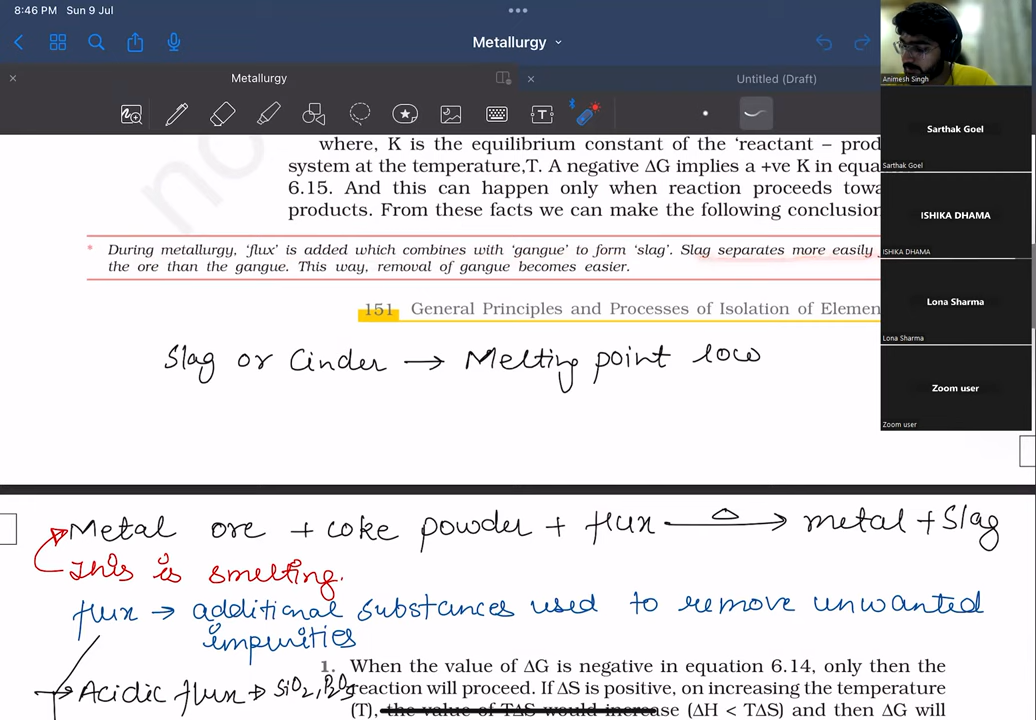 8:46 PM Sun 9 Jul
Metallurgy
Metallurgy
Untitled (Draft)
Animesh Singh
Sarthak Goel
Sarthak Goel
ISHIKA DHAMA
ISHIKA DHAMA
Lona Sharma
Lona Sharma
Zoom user
Zoom user
no
where, K is the equilibrium constant of the ‘reactant – prod
system at the temperature,T. A negative ΔG implies a +ve K in equa
6.15. And this can happen only when reaction proceeds towa
products. From these facts we can make the following conclusion
* During metallurgy, ‘flux’ is added which combines with ‘gangue’ to form ‘slag’. Slag separates more easily
the ore than the gangue. This way, removal of gangue becomes easier.
151 General Principles and Processes of Isolation of Elemen
Slag or Cinder → Melting point low
Metal ore + coke powder + flux —Δ→ metal + Slag
This is smelting.
flux → additional substances used to remove unwanted
impurities
1. When the value of ΔG is negative in equation 6.14, only then the
Acidic flux → SiO2, P2O5 reaction will proceed. If ΔS is positive, on increasing the temperature
(T), the value of TΔS would increase (ΔH < TΔS) and then ΔG will